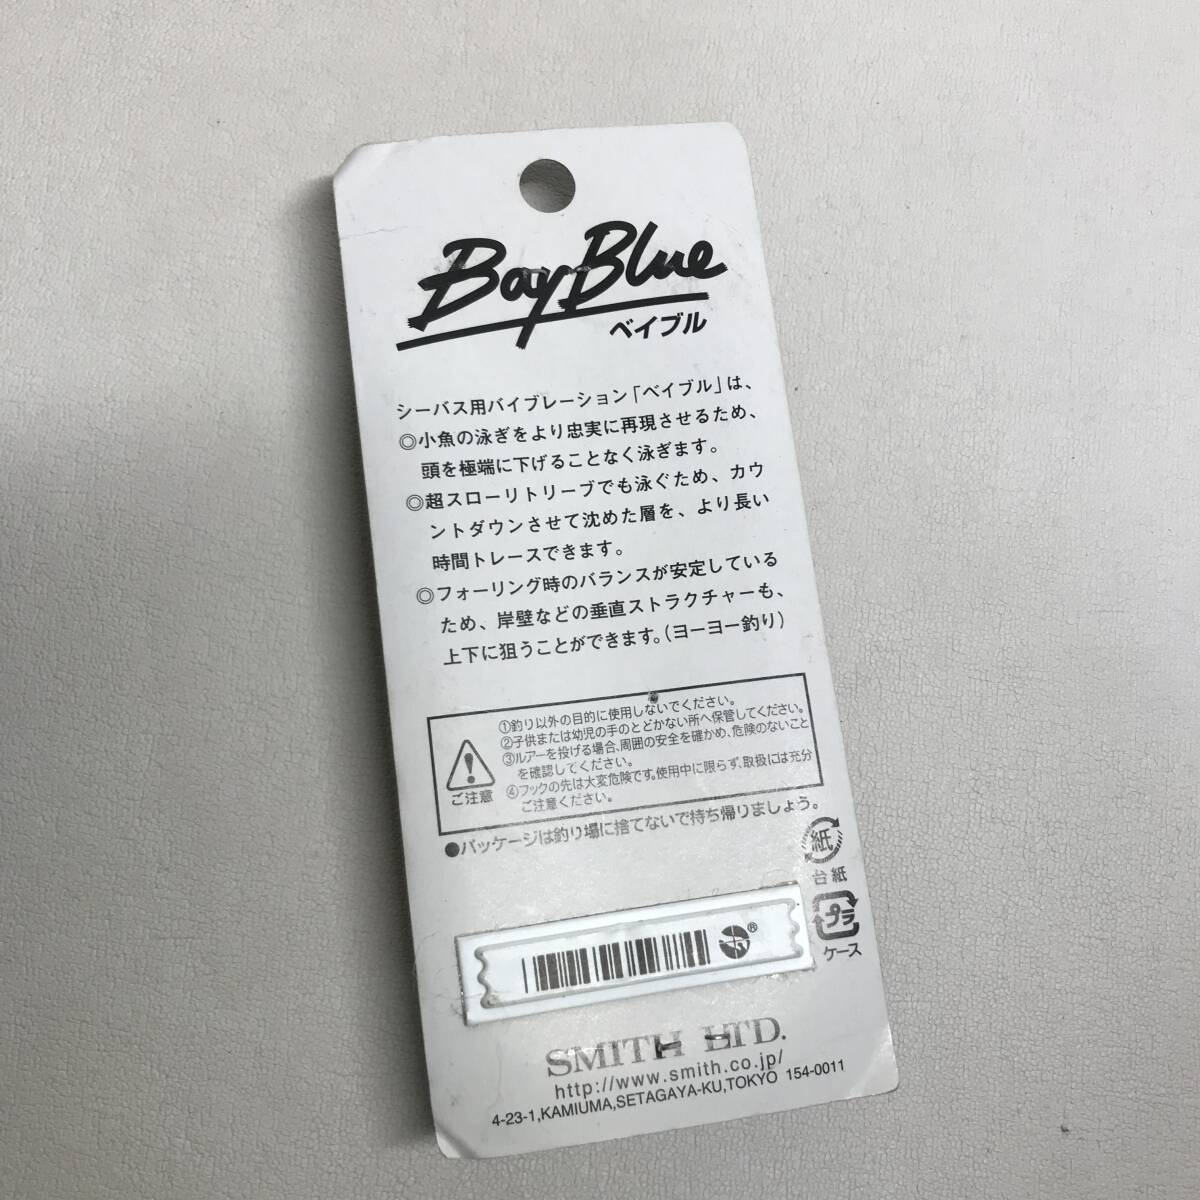 Bay Blue
ベイブル
シーバス用バイブレーション「ベイブル」は、
◎小魚の泳ぎをより忠実に再現させるため、
頭を極端に下げることなく泳ぎます。
◎超スローリトリーブでも泳ぐため、カウ
ントダウンさせて沈めた層を、より長い
時間トレースできます。
◎フォーリング時のバランスが安定している
ため、岸壁などの垂直ストラクチャーも、
上下に狙うことができます。(ヨーヨー釣り)
①釣り以外の目的に使用しないでください。
②子供または幼児の手のとどかない所へ保管してください。
③ルアーを投げる場合、周囲の安全を確かめ、危険のないこと
を確認してください。
④フックの先は大変危険です。使用中に限らず、取扱には充分
ご注意ください。
ご注意
●パッケージは釣り場に捨てないで持ち帰りましょう。
紙
台紙
プラ
ケース
®
SMITH LTD.
http://www.smith.co.jp/
4-23-1,KAMIUMA,SETAGAYA-KU,TOKYO 154-0011